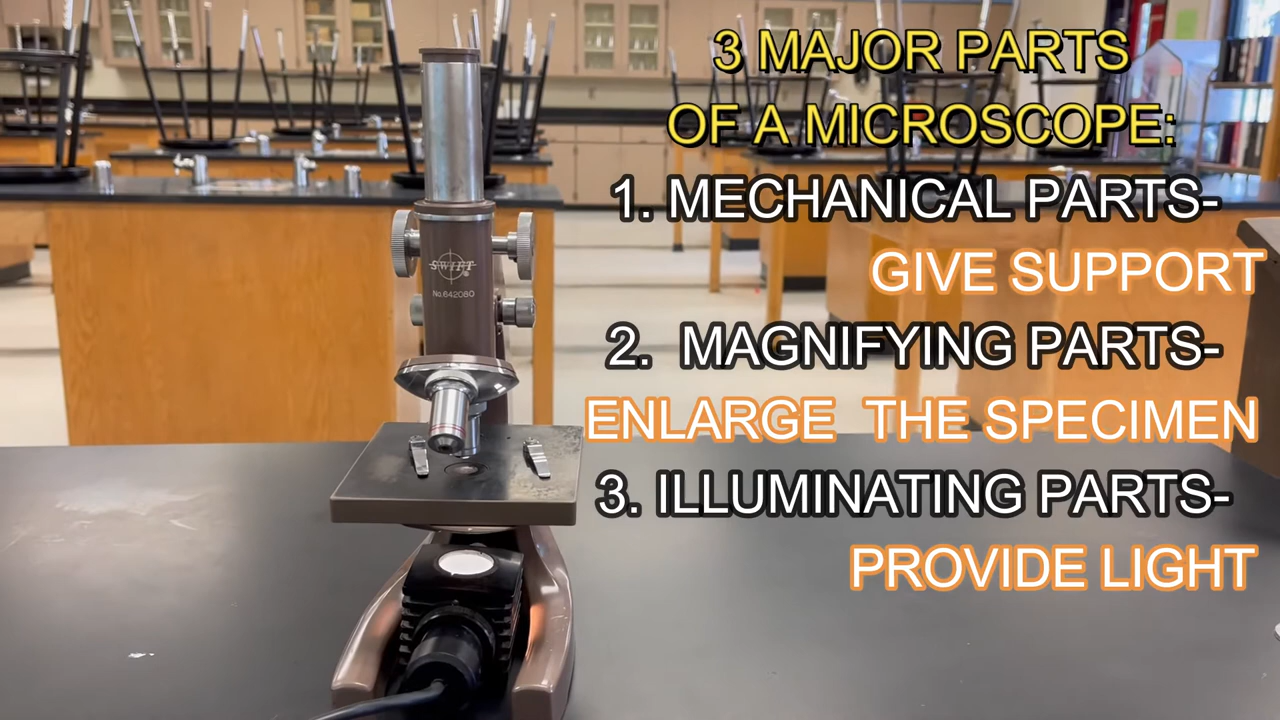 3 MAJOR PARTS
OF A MICROSCOPE:
1. MECHANICAL PARTS-
GIVE SUPPORT
2. MAGNIFYING PARTS-
ENLARGE THE SPECIMEN
3. ILLUMINATING PARTS-
PROVIDE LIGHT
SWIFT
No.642080